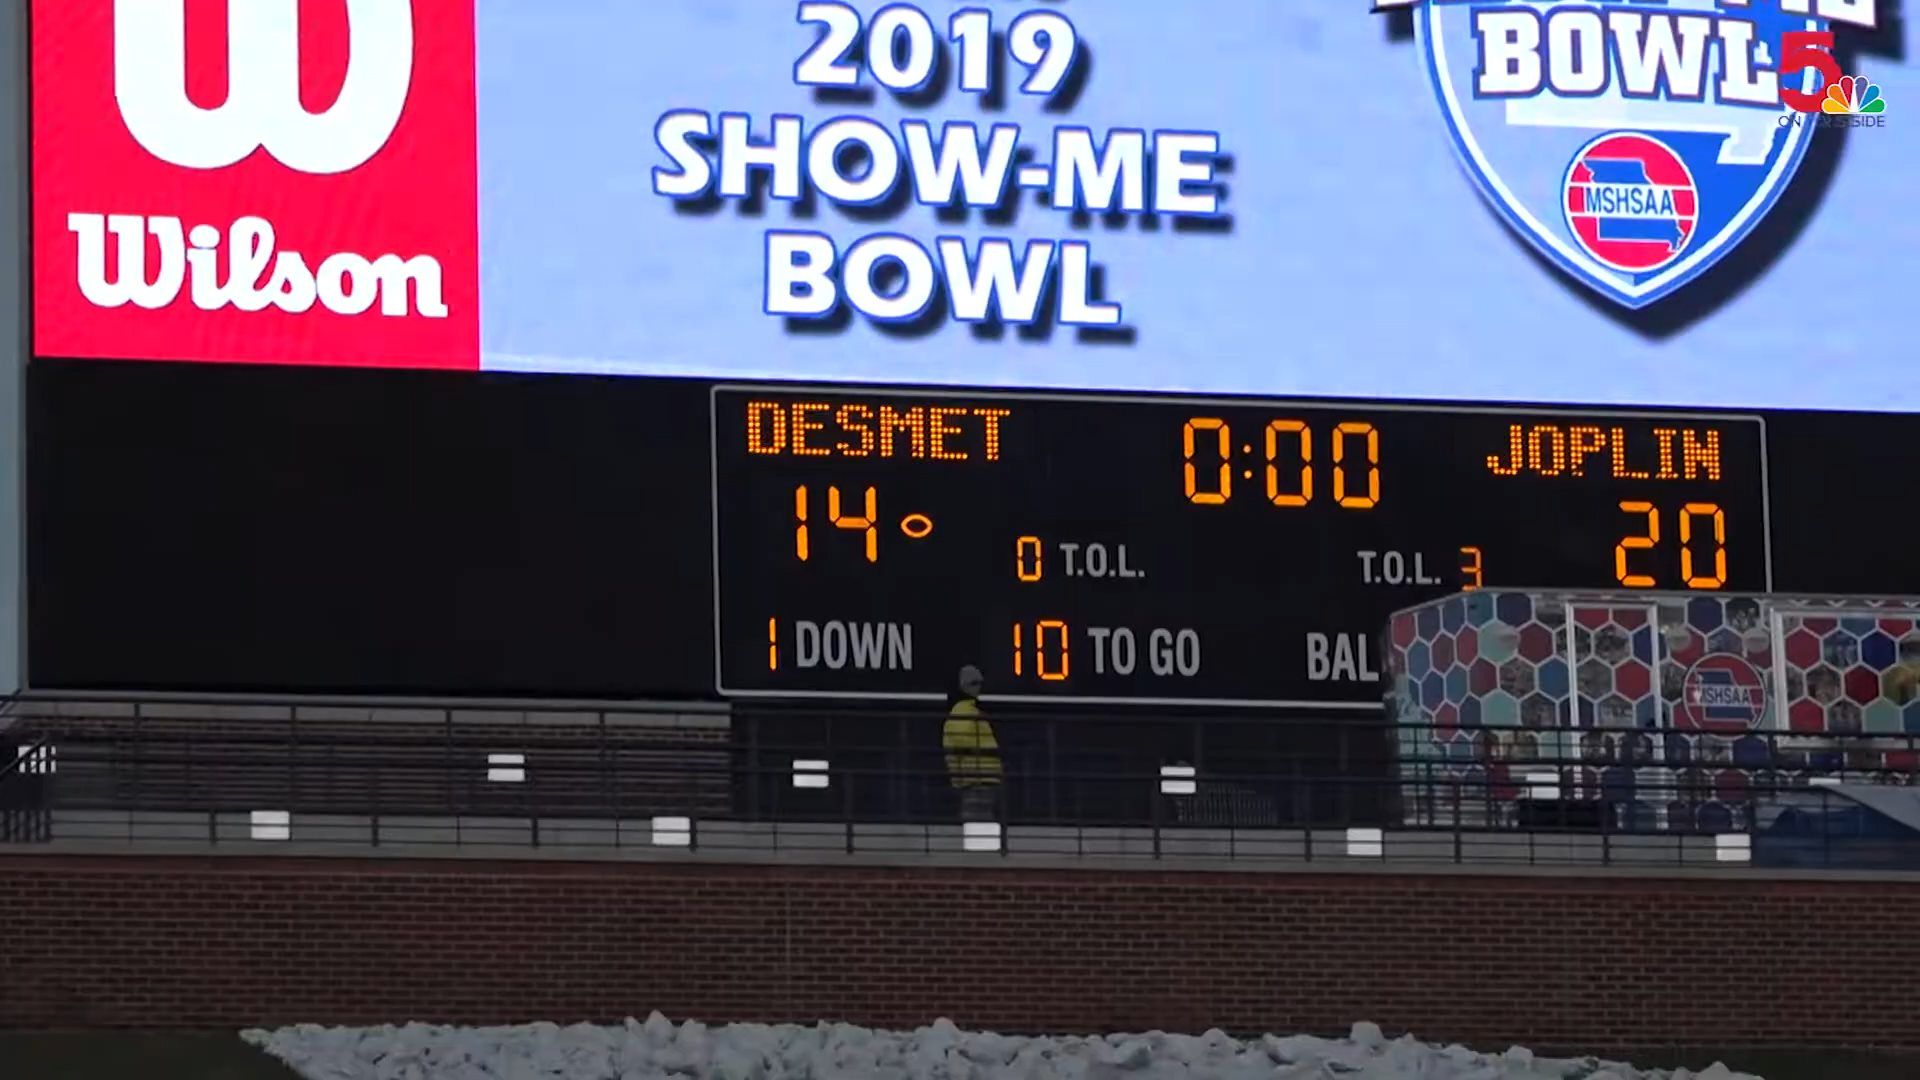 Wilson
2019
SHOW-ME
BOWL
BOWL
MSHSAA
5
DESMET 0:00 JOPLIN
14 0 T.O.L. T.O.L. 3 20
1 DOWN 10 TO GO BAL
MSHSAA